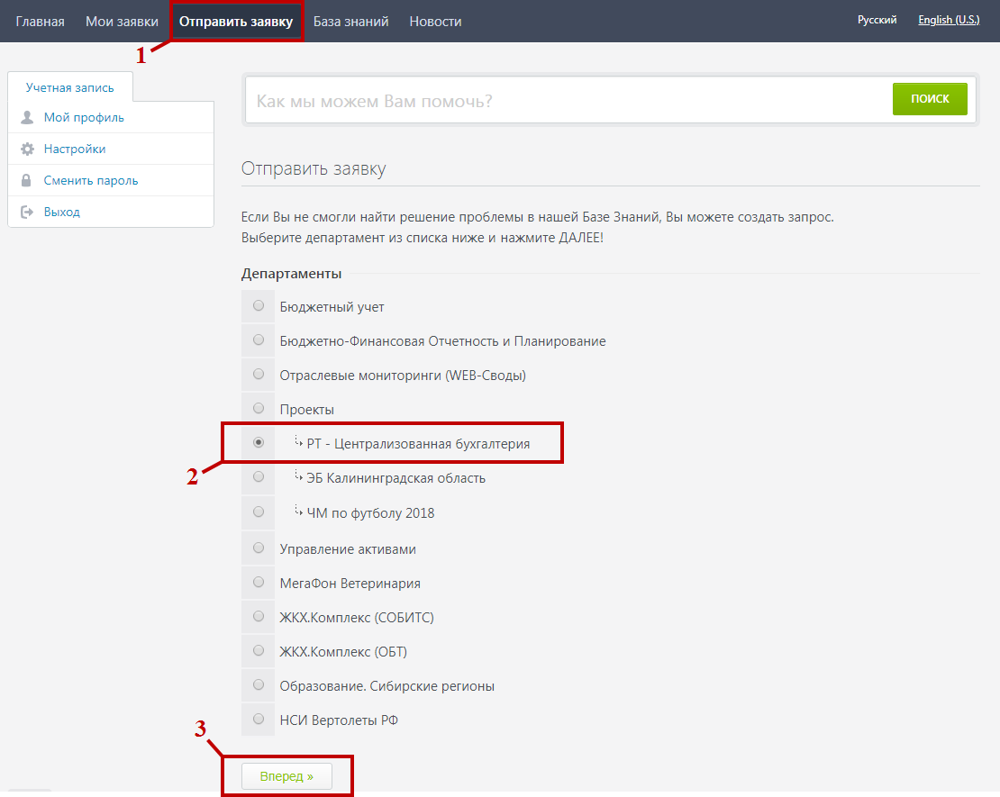 Главная Мои заявки Отправить заявку База знаний Новости Русский English (U.S.)
1
Учетная запись
Мой профиль
Настройки
Сменить пароль
Выход
Как мы можем Вам помочь? ПОИСК
Отправить заявку
Если Вы не смогли найти решение проблемы в нашей Базе Знаний, Вы можете создать запрос.
Выберите департамент из списка ниже и нажмите ДАЛЕЕ!
Департаменты
Бюджетный учет
Бюджетно-Финансовая Отчетность и Планирование
Отраслевые мониторинги (WEB-Своды)
Проекты
РТ - Централизованная бухгалтерия
2
ЭБ Калининградская область
ЧМ по футболу 2018
Управление активами
МегаФон Ветеринария
ЖКХ.Комплекс (СОБИТС)
ЖКХ.Комплекс (ОБТ)
Образование. Сибирские регионы
НСИ Вертолеты РФ
3
Вперед »